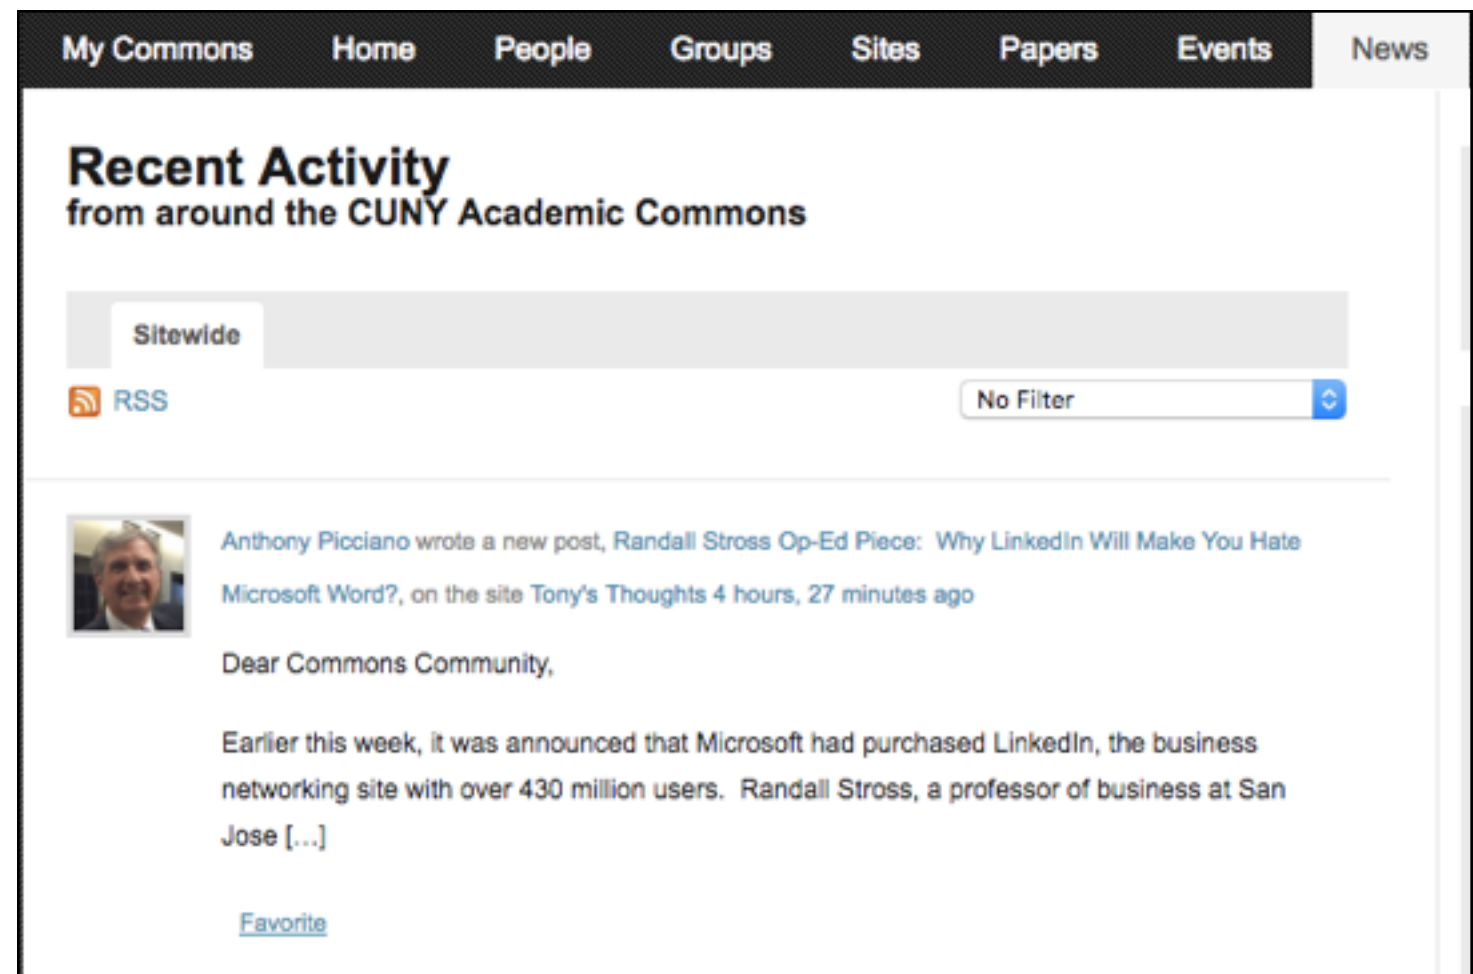 My Commons Home People Groups Sites Papers Events News
Recent Activity
from around the CUNY Academic Commons
Sitewide
RSS No Filter
Anthony Picciano wrote a new post, Randall Stross Op-Ed Piece:  Why LinkedIn Will Make You Hate
Microsoft Word?, on the site Tony's Thoughts 4 hours, 27 minutes ago
Dear Commons Community,
Earlier this week, it was announced that Microsoft had purchased LinkedIn, the business
networking site with over 430 million users.  Randall Stross, a professor of business at San
Jose […]
Favorite